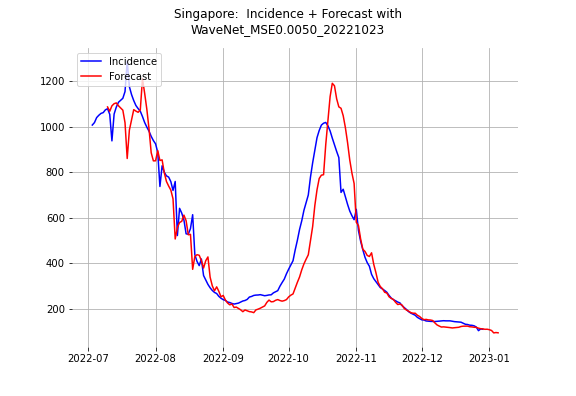 Singapore:  Incidence + Forecast with
WaveNet_MSE0.0050_20221023
Incidence
Forecast
1200
1000
800
600
400
200
2022-07 2022-08 2022-09 2022-10 2022-11 2022-12 2023-01